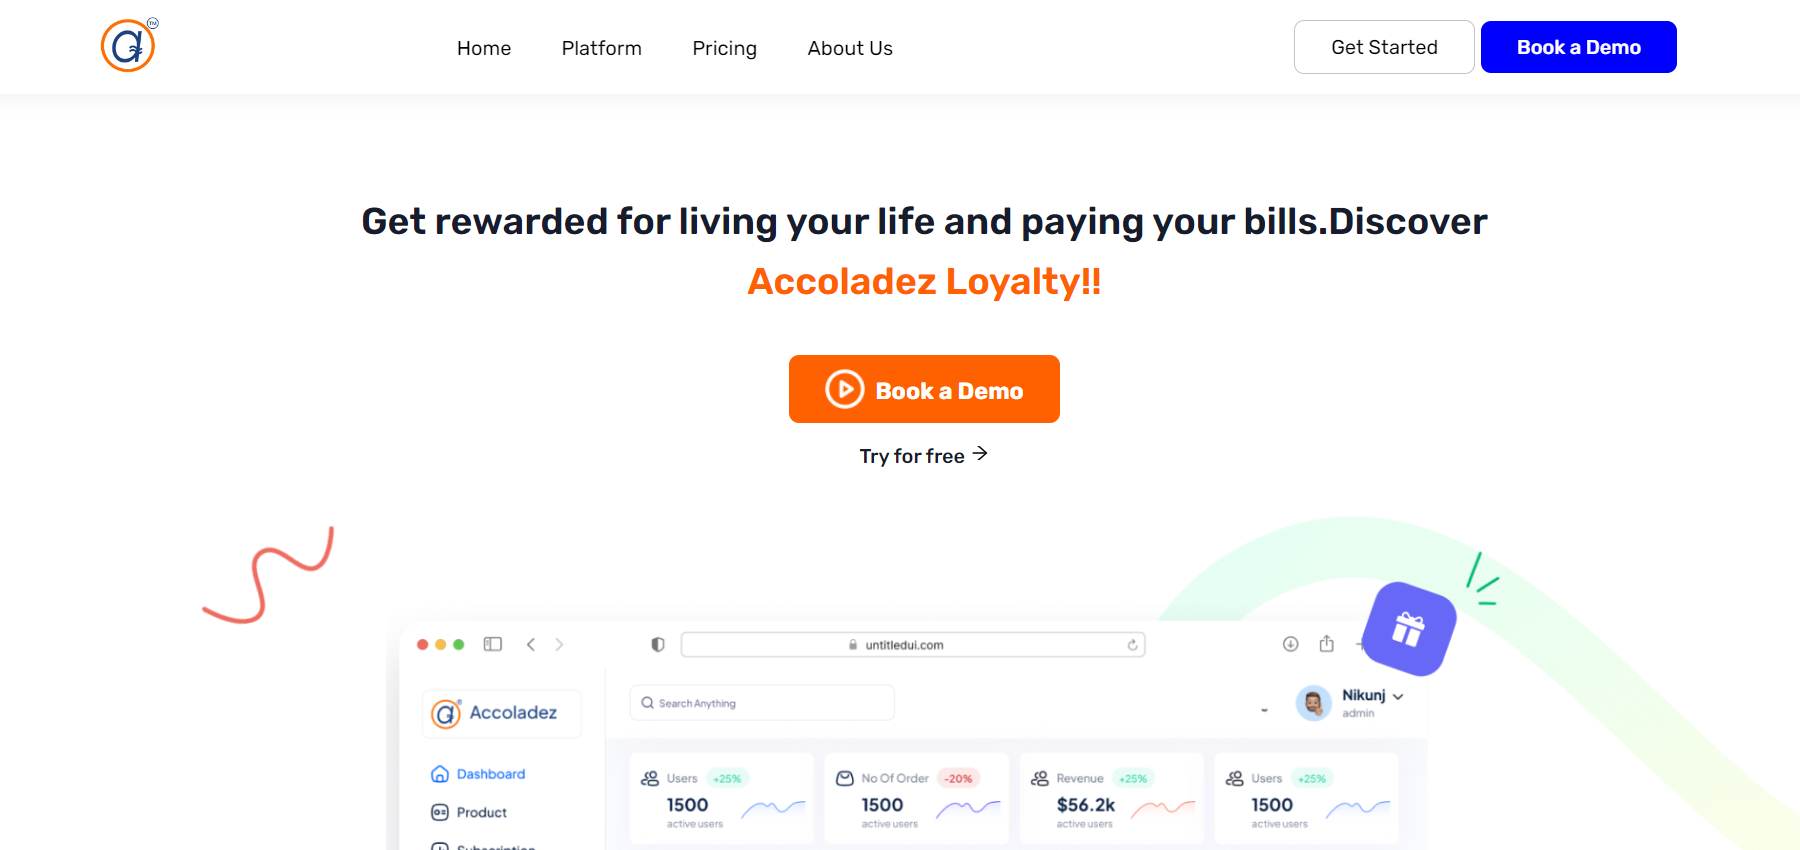 TM
Home Platform Pricing About Us Get Started Book a Demo
Get rewarded for living your life and paying your bills.Discover
Accoladez Loyalty!!
Book a Demo
Try for free →
untitledui.com
Accoladez
Search Anything
Nikunj
admin
Dashboard
Product
Subscription
Users +25%
1500
active users
No Of Order -20%
1500
active users
Revenue +25%
$56.2k
active users
Users +25%
1500
active users